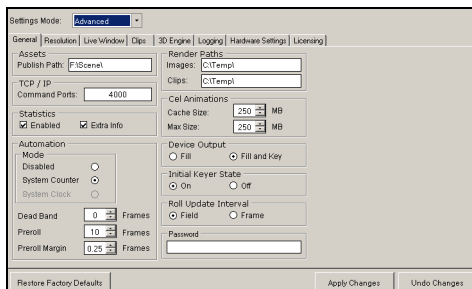 Settings Mode: Advanced
General Resolution Live Window Clips 3D Engine Logging Hardware Settings Licensing
Assets
Publish Path: F:\Scene\
TCP / IP
Command Ports: 4000
Statistics
Enabled Extra Info
Automation
Mode
Disabled
System Counter
System Clock
Dead Band 0 Frames
Preroll 10 Frames
Preroll Margin 0.25 Frames
Render Paths
Images: C:\Temp\
Clips: C:\Temp\
Cel Animations
Cache Size: 250 MB
Max Size: 250 MB
Device Output
Fill Fill and Key
Initial Keyer State
On Off
Roll Update Interval
Field Frame
Password
Restore Factory Defaults Apply Changes Undo Changes